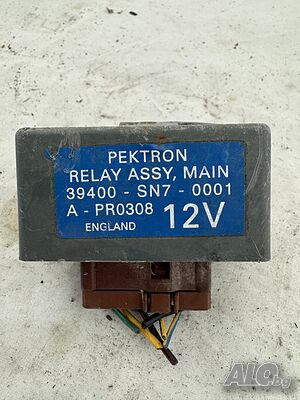 PEKTRON
RELAY ASSY, MAIN
39400 - SN7 - 0001
A - PR0308 12V
ENGLAND
ALO.bg